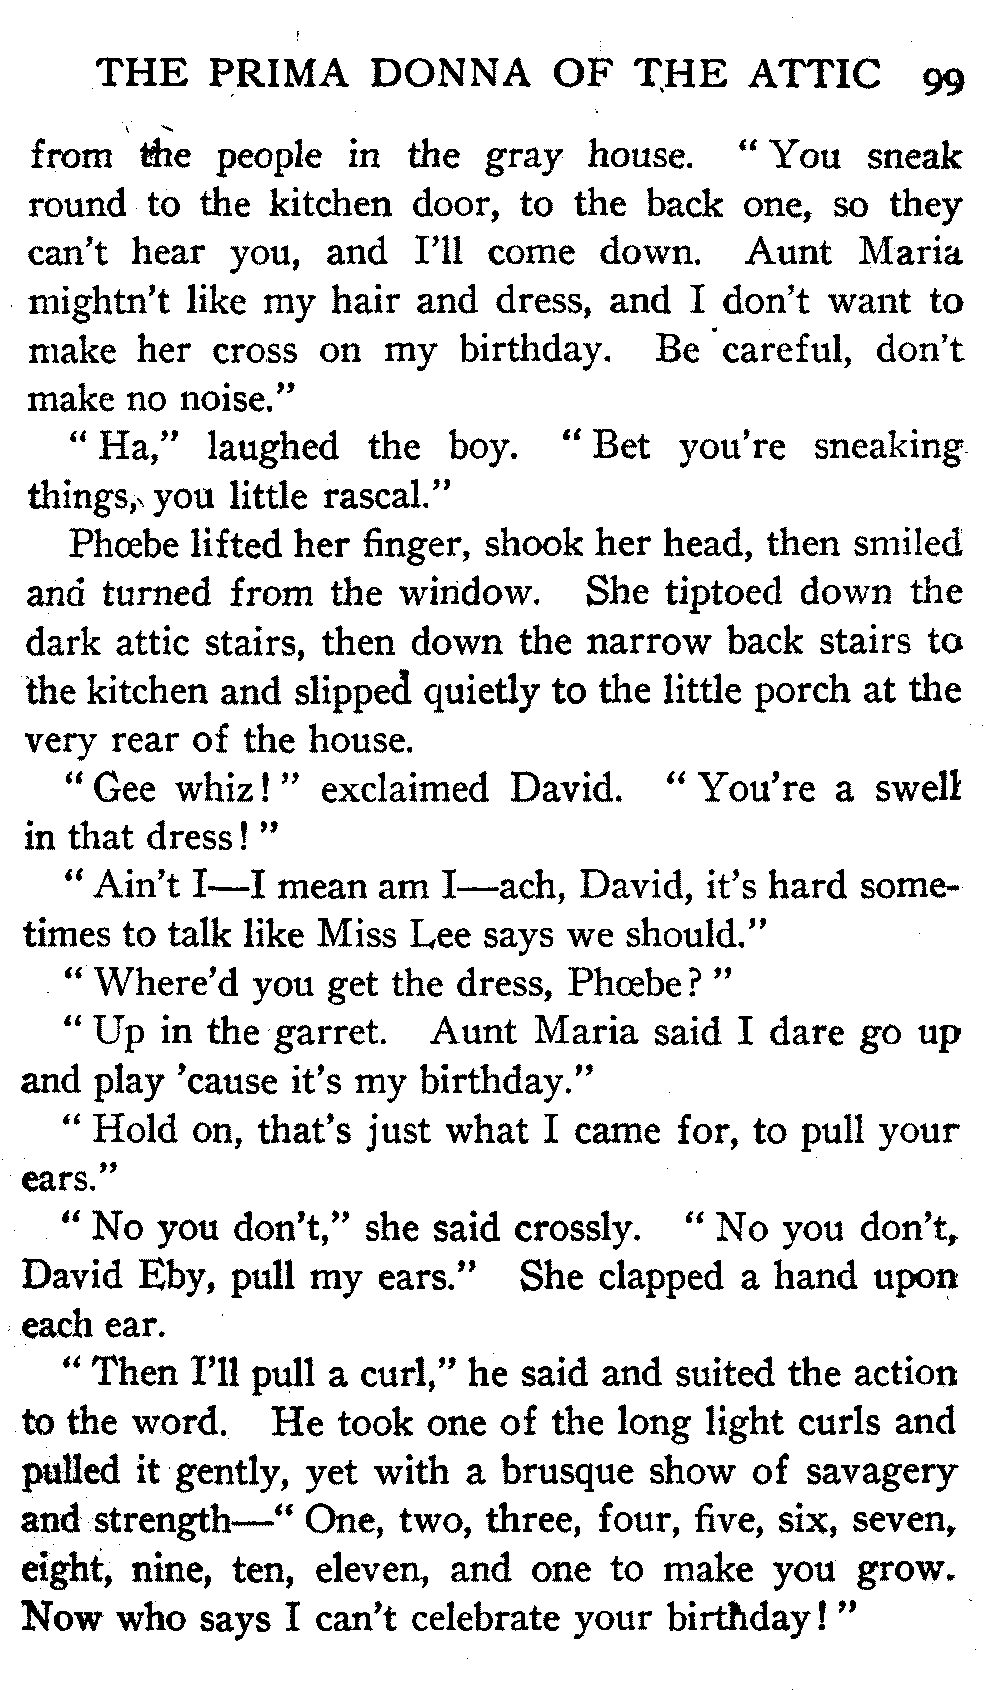 THE PRIMA DONNA OF THE ATTIC 99
from the people in the gray house. “ You sneak
round to the kitchen door, to the back one, so they
can’t hear you, and I’ll come down. Aunt Maria
mightn’t like my hair and dress, and I don’t want to
make her cross on my birthday. Be careful, don’t
make no noise.”
“ Ha,” laughed the boy. “ Bet you’re sneaking
things, you little rascal.”
Phœbe lifted her finger, shook her head, then smiled
and turned from the window. She tiptoed down the
dark attic stairs, then down the narrow back stairs to
the kitchen and slipped quietly to the little porch at the
very rear of the house.
“ Gee whiz! ” exclaimed David. “ You’re a swell
in that dress! ”
“ Ain’t I—I mean am I—ach, David, it’s hard some-
times to talk like Miss Lee says we should.”
“ Where’d you get the dress, Phœbe? ”
“ Up in the garret. Aunt Maria said I dare go up
and play ’cause it’s my birthday.”
“ Hold on, that’s just what I came for, to pull your
ears.”
“ No you don’t,” she said crossly. “ No you don’t,
David Eby, pull my ears.” She clapped a hand upon
each ear.
“ Then I’ll pull a curl,” he said and suited the action
to the word. He took one of the long light curls and
pulled it gently, yet with a brusque show of savagery
and strength—“ One, two, three, four, five, six, seven,
eight, nine, ten, eleven, and one to make you grow.
Now who says I can’t celebrate your birthday! ”